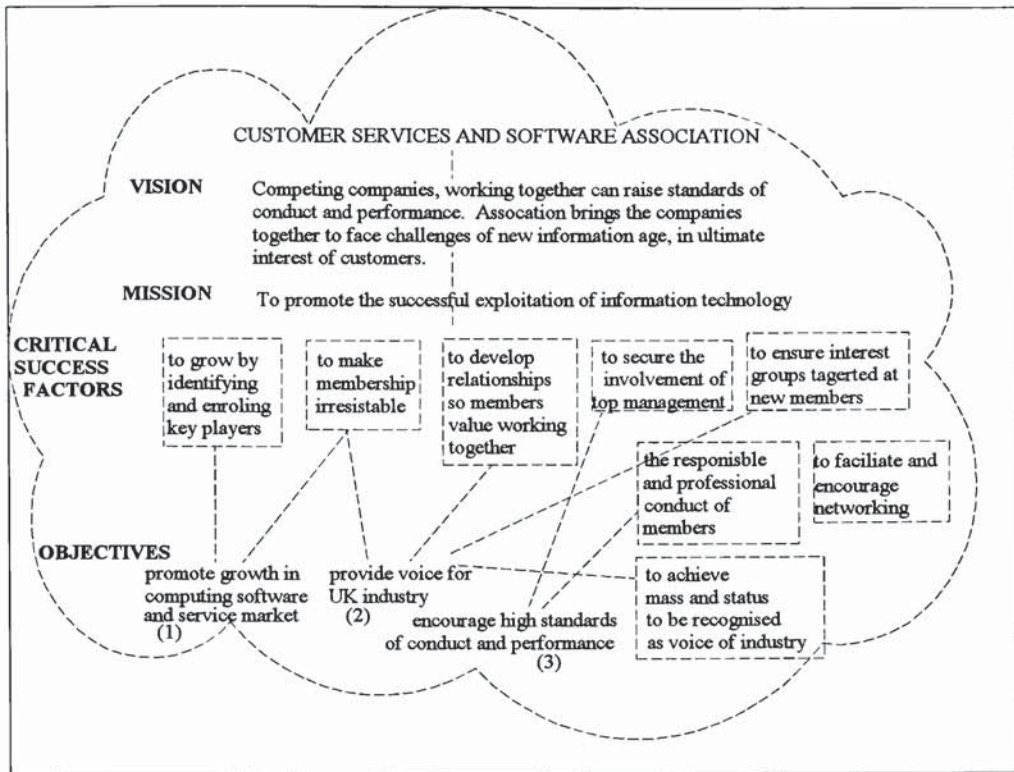 CUSTOMER SERVICES AND SOFTWARE ASSOCIATION
VISION
Competing companies, working together can raise standards of
conduct and performance. Assocation brings the companies
together to face challenges of new information age, in ultimate
interest of customers.
MISSION
To promote the successful exploitation of information technology
CRITICAL
SUCCESS
FACTORS
to grow by
identifying
and enroling
key players
to make
membership
irresistable
to develop
relationships
so members
value working
together
to secure the
involvement of
top management
to ensure interest
groups tagerted at
new members
the responisble
and professional
conduct of
members
to faciliate and
encourage
networking
OBJECTIVES
promote growth in
computing software
and service market
(1)
provide voice for
UK industry
(2)
encourage high standards
of conduct and performance
(3)
to achieve
mass and status
to be recognised
as voice of industry